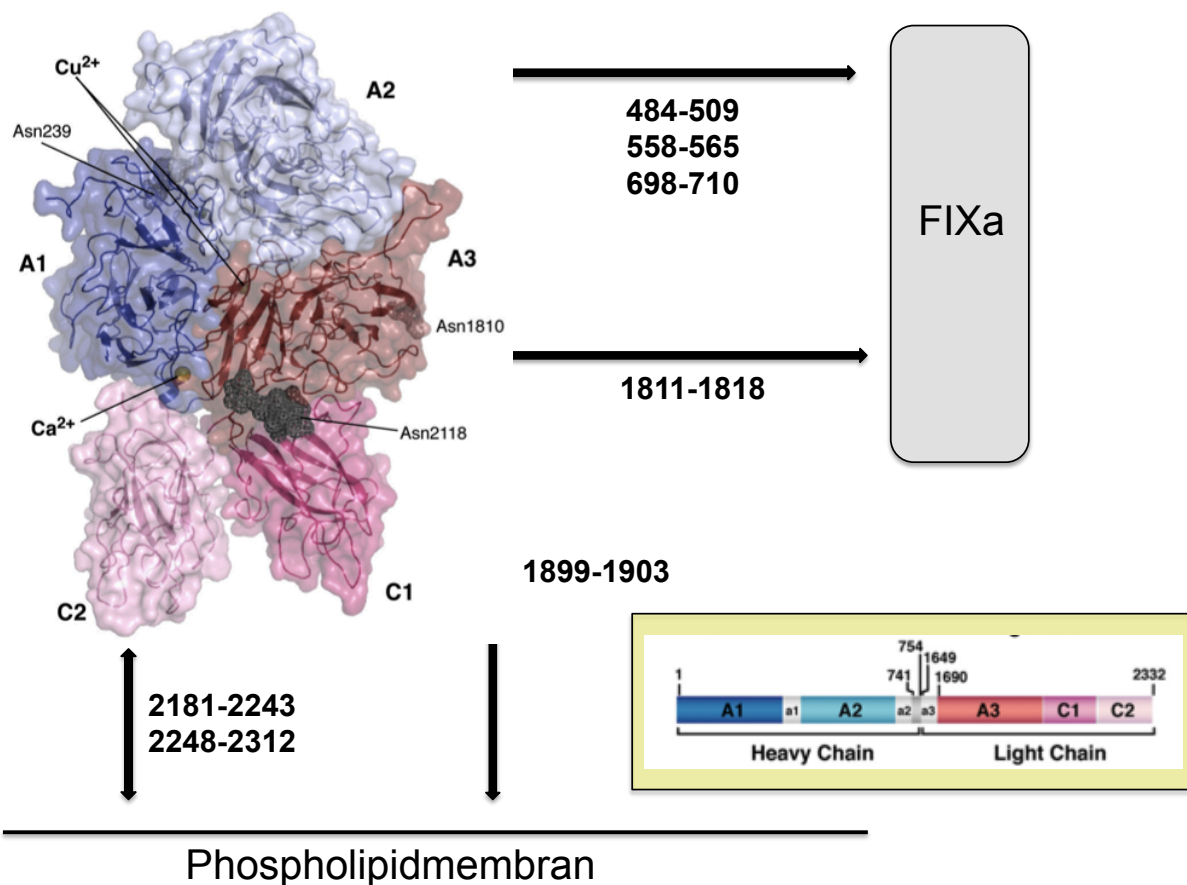 Cu2+
A2
Asn239
A1
A3
Asn1810
Ca2+
Asn2118
C2
C1
484-509
558-565
698-710
FIXa
1811-1818
1899-1903
2181-2243
2248-2312
754
1649
1
741
1690
2332
A1 a1 A2 a2 a3 A3 C1 C2
Heavy Chain Light Chain
Phospholipidmembran